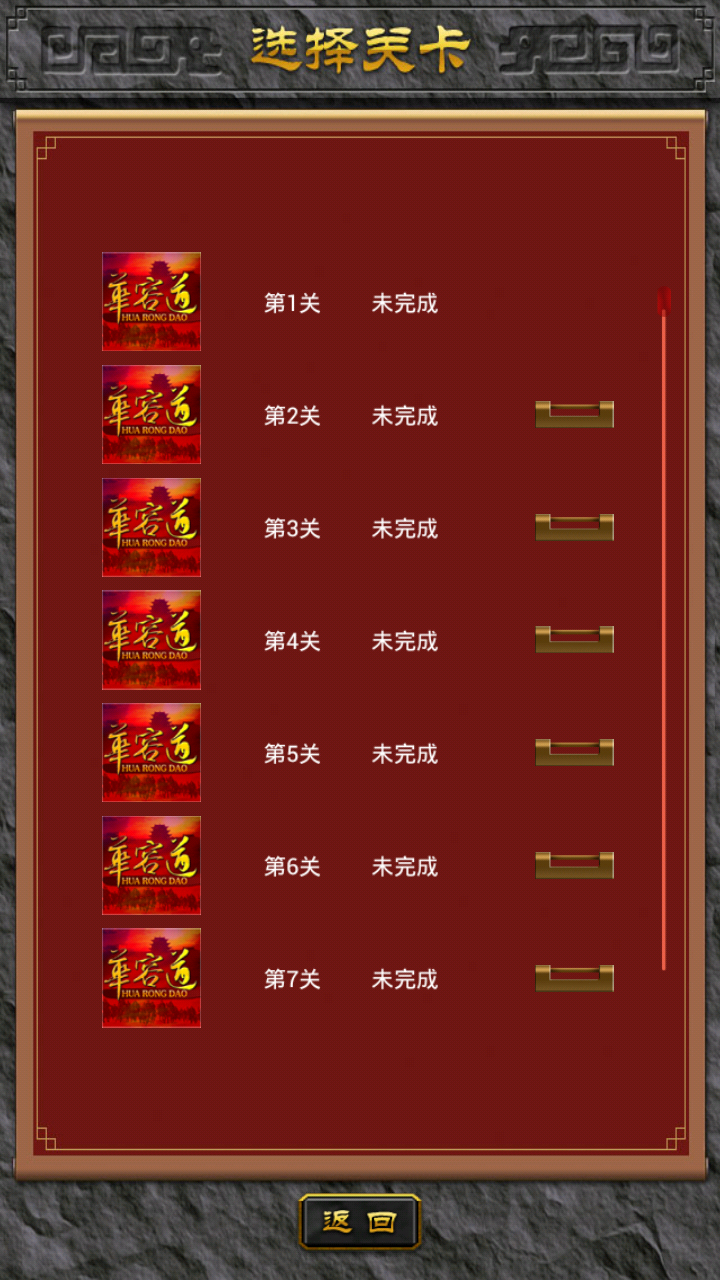 选择关卡
華容道
HUA RONG DAO
第1关 未完成
華容道
HUA RONG DAO
第2关 未完成
華容道
HUA RONG DAO
第3关 未完成
華容道
HUA RONG DAO
第4关 未完成
華容道
HUA RONG DAO
第5关 未完成
華容道
HUA RONG DAO
第6关 未完成
華容道
HUA RONG DAO
第7关 未完成
返回